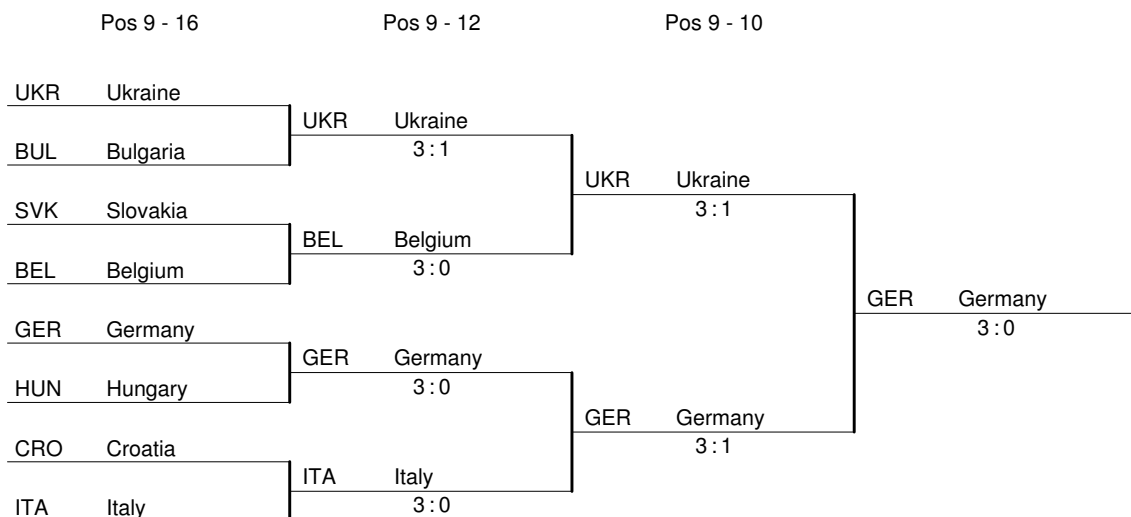 Pos 9 - 16 Pos 9 - 12 Pos 9 - 10
UKR Ukraine
UKR Ukraine
3 : 1
BUL Bulgaria
UKR Ukraine
3 : 1
SVK Slovakia
BEL Belgium
3 : 0
BEL Belgium
GER Germany
3 : 0
GER Germany
GER Germany
3 : 0
HUN Hungary
GER Germany
3 : 1
CRO Croatia
ITA Italy
3 : 0
ITA Italy